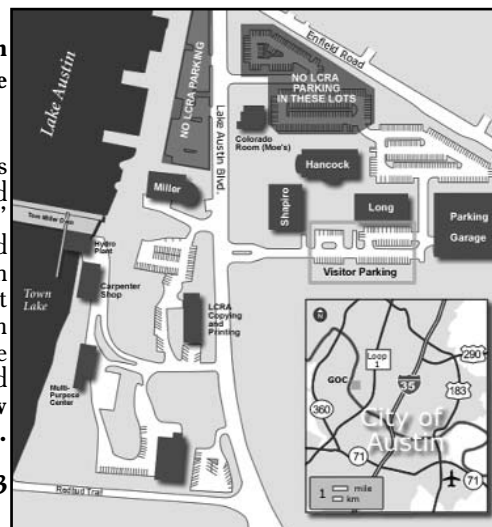 n
e
s
d
’
d
n
t
n
e
d
w
.
3
Lake Austin
NO LCRA PARKING
Enfield Road
NO LCRA
PARKING
IN THESE LOTS
Lake Austin Blvd.
Colorado
Room (Moe's)
Hancock
Miller
Shapiro
Long
Parking
Garage
Tom Miller Dam
Hydro
Plant
Visitor Parking
Carpenter
Shop
Town
Lake
LCRA
Copying
and
Printing
Multi-
Purpose
Center
Redbud Trail
N
Loop
1
290
GOC
35
183
360
City of
Austin
71
71
1
mile
km